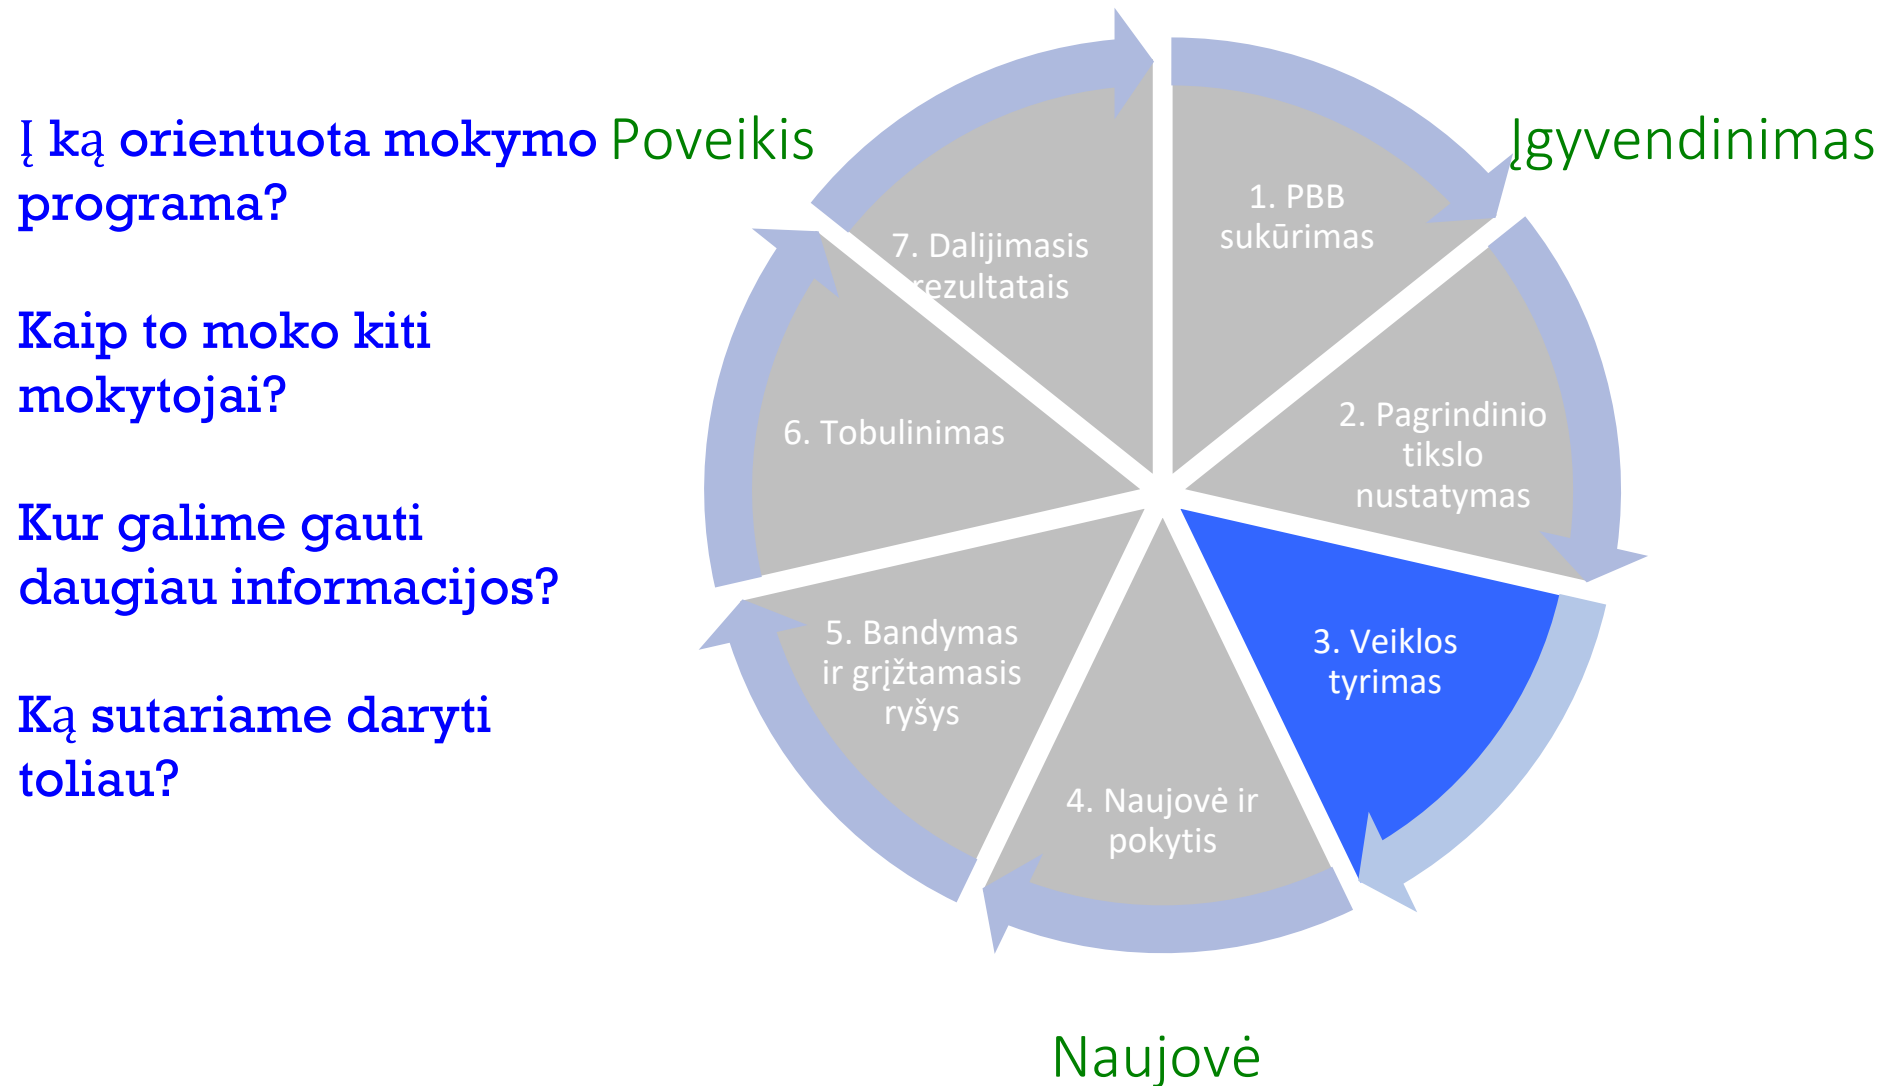 Į ką orientuota mokymo
programa?
Kaip to moko kiti
mokytojai?
Kur galime gauti
daugiau informacijos?
Ką sutariame daryti
toliau?
Poveikis
Įgyvendinimas
1. PBB
sukūrimas
2. Pagrindinio
tikslo
nustatymas
3. Veiklos
tyrimas
4. Naujovė ir
pokytis
5. Bandymas
ir grįžtamasis
ryšys
6. Tobulinimas
7. Dalijimasis
rezultatais
Naujovė